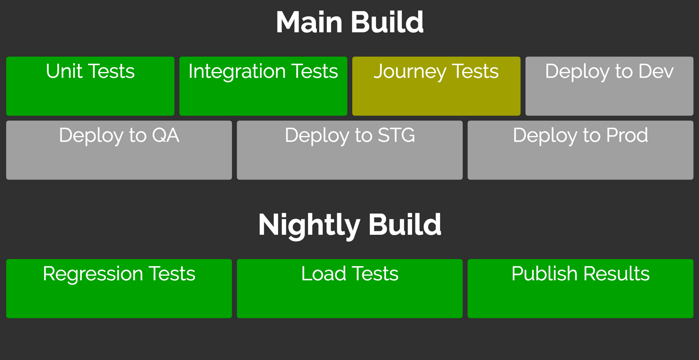 Main Build
Unit Tests
Integration Tests
Journey Tests
Deploy to Dev
Deploy to QA
Deploy to STG
Deploy to Prod
Nightly Build
Regression Tests
Load Tests
Publish Results